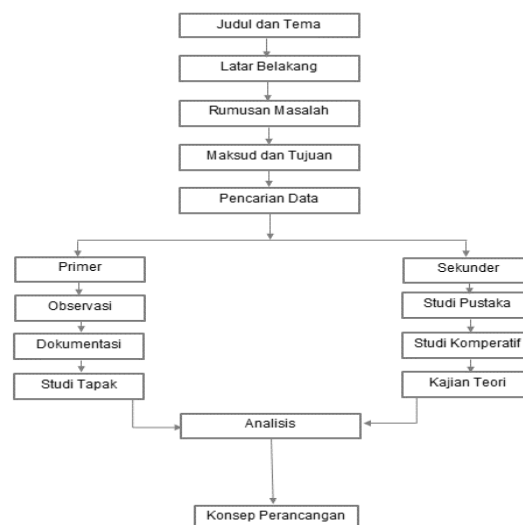 Judul dan Tema
Latar Belakang
Rumusan Masalah
Maksud dan Tujuan
Pencarian Data
Primer
Observasi
Dokumentasi
Studi Tapak
Sekunder
Studi Pustaka
Studi Komperatif
Kajian Teori
Analisis
Konsep Perancangan